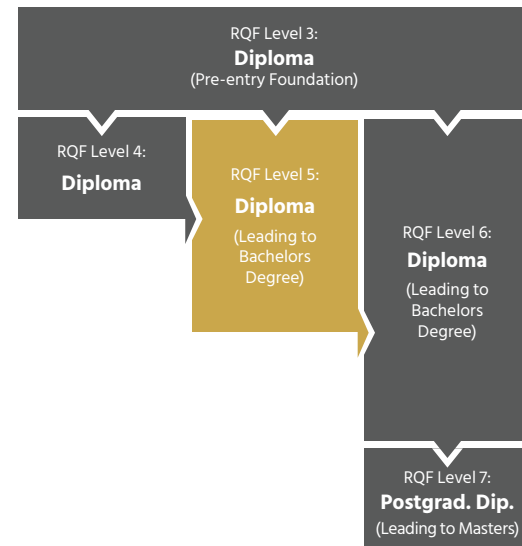 RQF Level 3:
Diploma
(Pre-entry Foundation)
RQF Level 4:
Diploma
RQF Level 5:
Diploma
(Leading to
Bachelors
Degree)
RQF Level 6:
Diploma
(Leading to
Bachelors
Degree)
RQF Level 7:
Postgrad. Dip.
(Leading to Masters)